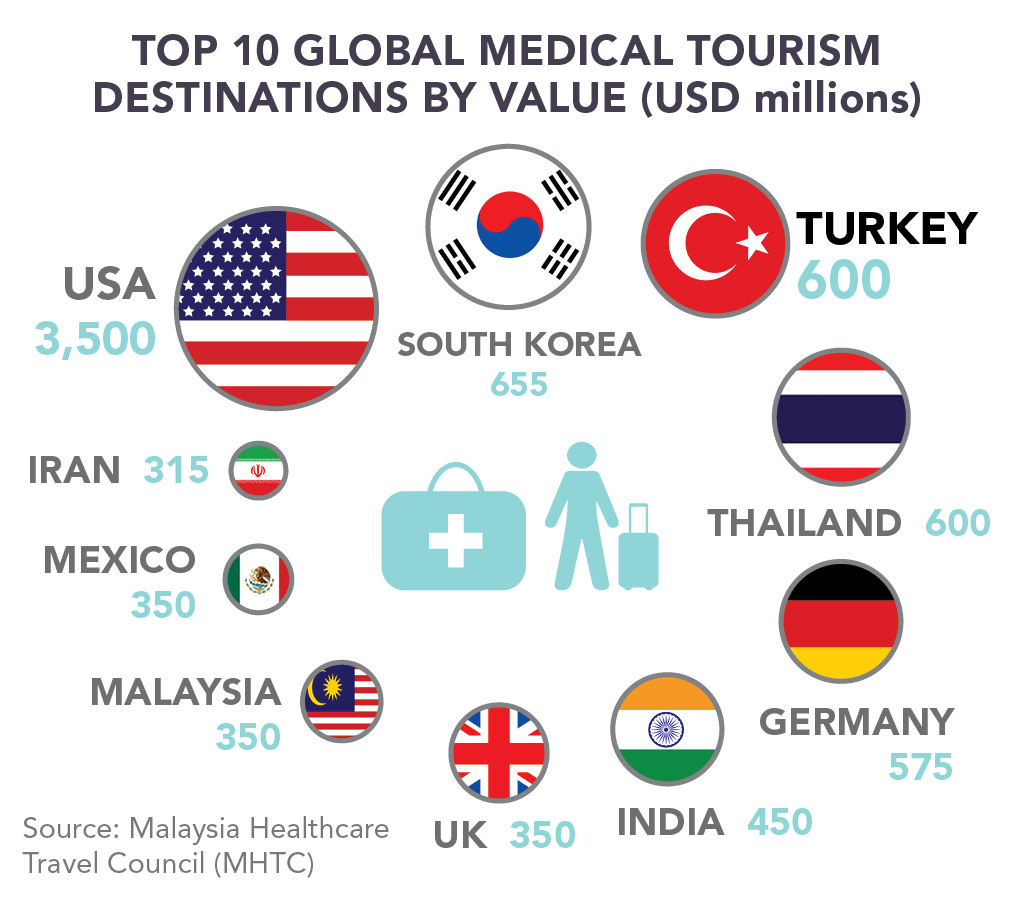 TOP 10 GLOBAL MEDICAL TOURISM
DESTINATIONS BY VALUE (USD millions)
USA
3,500
SOUTH KOREA
655
TURKEY
600
THAILAND 600
GERMANY
575
INDIA 450
UK 350
MALAYSIA
350
MEXICO
350
IRAN 315
Source: Malaysia Healthcare
Travel Council (MHTC)